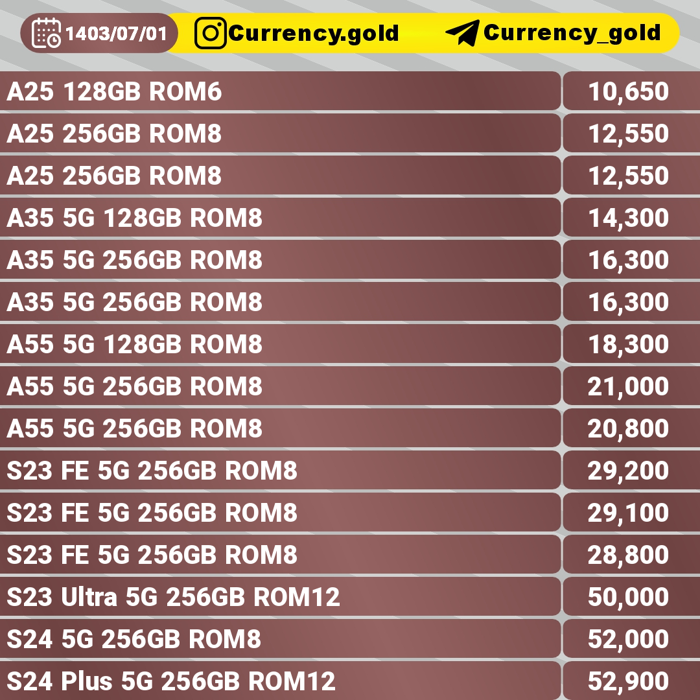 1403/07/01 Currency.gold Currency_gold
A25 128GB ROM6 10,650
A25 256GB ROM8 12,550
A25 256GB ROM8 12,550
A35 5G 128GB ROM8 14,300
A35 5G 256GB ROM8 16,300
A35 5G 256GB ROM8 16,300
A55 5G 128GB ROM8 18,300
A55 5G 256GB ROM8 21,000
A55 5G 256GB ROM8 20,800
S23 FE 5G 256GB ROM8 29,200
S23 FE 5G 256GB ROM8 29,100
S23 FE 5G 256GB ROM8 28,800
S23 Ultra 5G 256GB ROM12 50,000
S24 5G 256GB ROM8 52,000
S24 Plus 5G 256GB ROM12 52,900